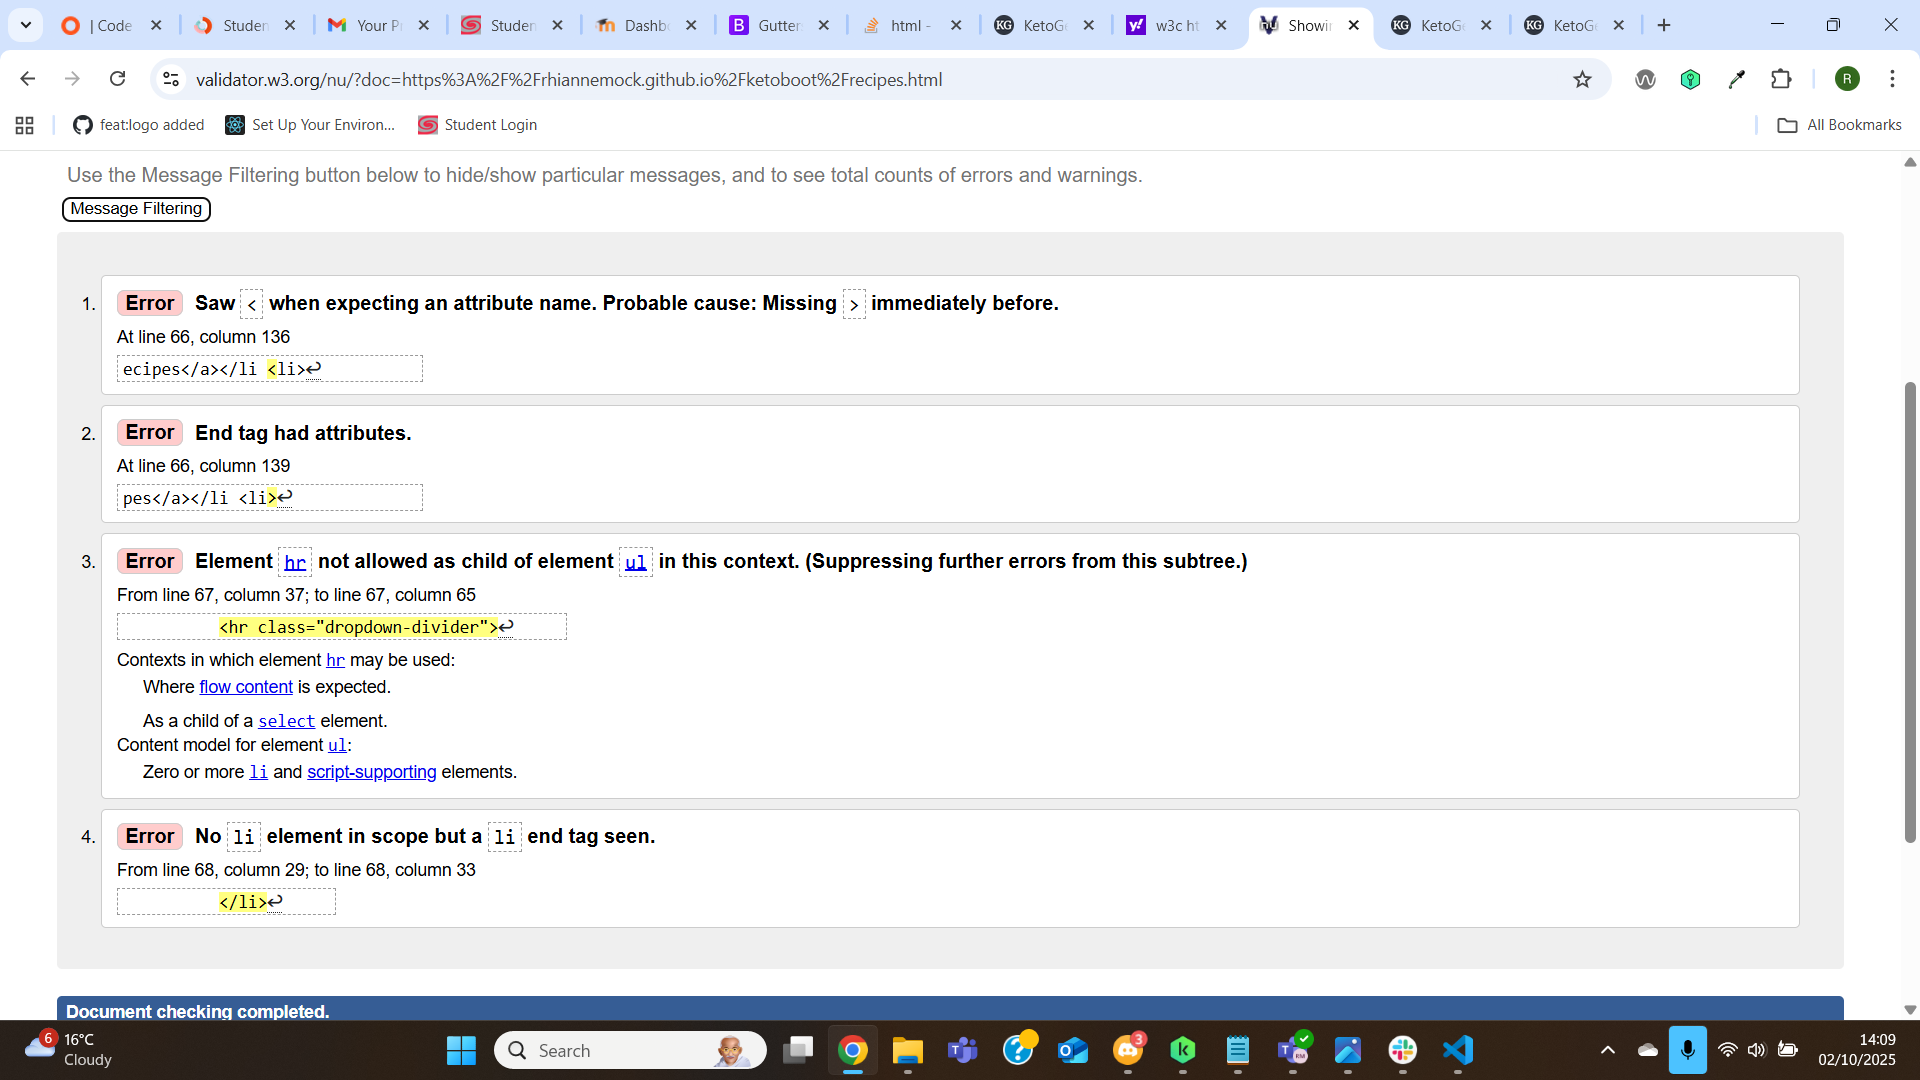 | Code
Studen
Your Pr
Studen
Dashbo
Gutter
html -
KetoGe
w3c ht
Showin
KetoGe
KetoGe
validator.w3.org/nu/?doc=https%3A%2F%2Frhiannemock.github.io%2Fketoboot%2Frecipes.html
R
feat:logo added
Set Up Your Environ...
Student Login
All Bookmarks
Use the Message Filtering button below to hide/show particular messages, and to see total counts of errors and warnings.
Message Filtering
1. Error Saw < when expecting an attribute name. Probable cause: Missing > immediately before.
At line 66, column 136
ecipes</a></li <li>↩
2. Error End tag had attributes.
At line 66, column 139
pes</a></li <li>↩
3. Error Element hr not allowed as child of element ul in this context. (Suppressing further errors from this subtree.)
From line 67, column 37; to line 67, column 65
<hr class="dropdown-divider">↩
Contexts in which element hr may be used:
Where flow content is expected.
As a child of a select element.
Content model for element ul:
Zero or more li and script-supporting elements.
4. Error No li element in scope but a li end tag seen.
From line 68, column 29; to line 68, column 33
</li>↩
Document checking completed.
6
16°C
Cloudy
Search
3
14:09
02/10/2025